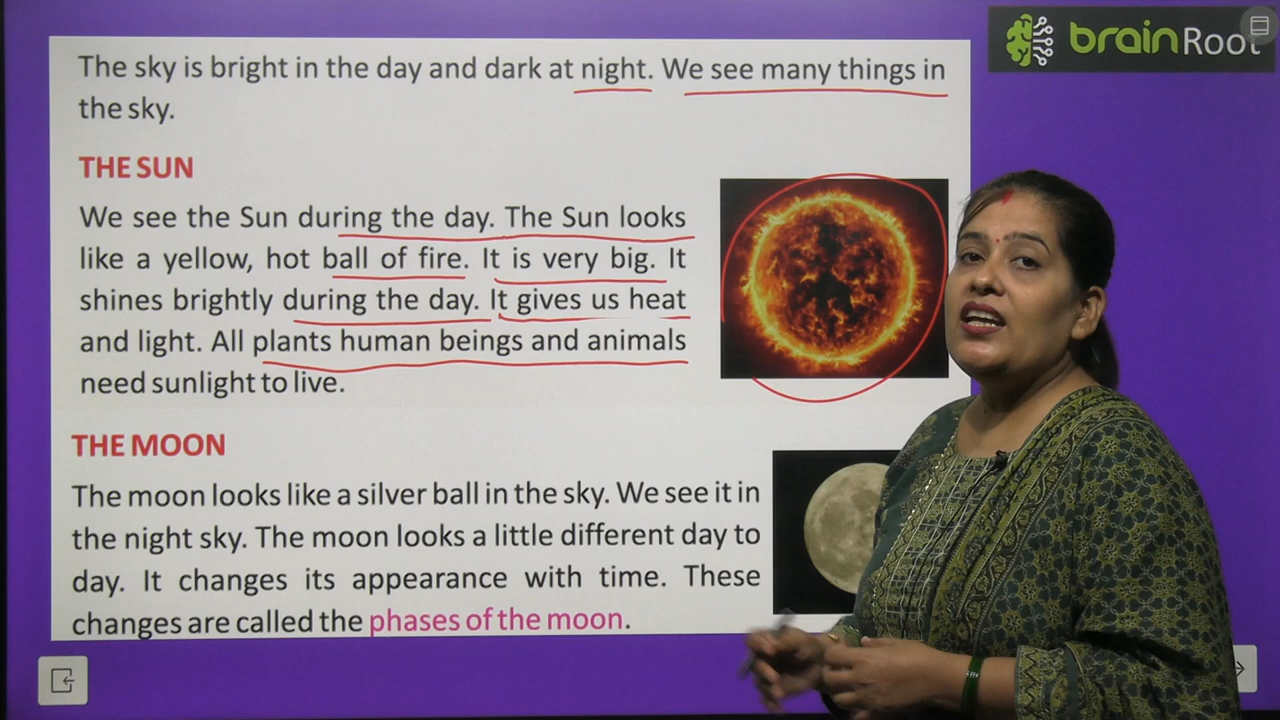 brainRoot
The sky is bright in the day and dark at night. We see many things in
the sky.
THE SUN
We see the Sun during the day. The Sun looks
like a yellow, hot ball of fire. It is very big. It
shines brightly during the day. It gives us heat
and light. All plants human beings and animals
need sunlight to live.
THE MOON
The moon looks like a silver ball in the sky. We see it in
the night sky. The moon looks a little different day to
day. It changes its appearance with time. These
changes are called the phases of the moon.